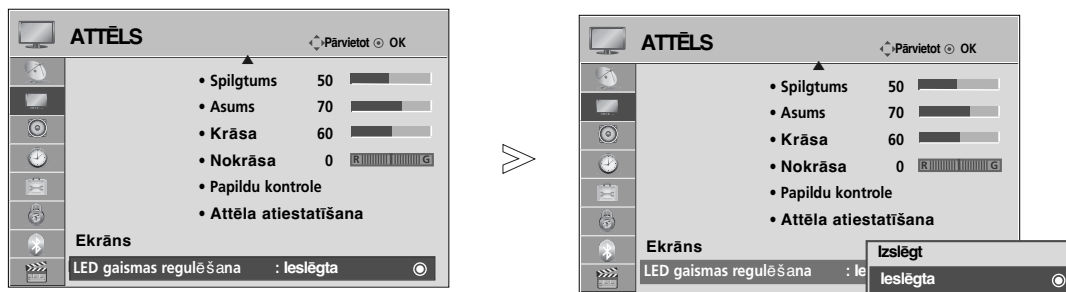 ATTĒLS Pārvietot OK
• Spilgtums 50
• Asums 70
• Krāsa 60
• Nokrāsa 0 R G
• Papildu kontrole
• Attēla atiestatīšana
Ekrāns
LED gaismas regulēšana : Ieslēgta
ATTĒLS Pārvietot OK
• Spilgtums 50
• Asums 70
• Krāsa 60
• Nokrāsa 0 R G
• Papildu kontrole
• Attēla atiestatīšana
Ekrāns
LED gaismas regulēšana : Ie
Izslēgt
Ieslēgta